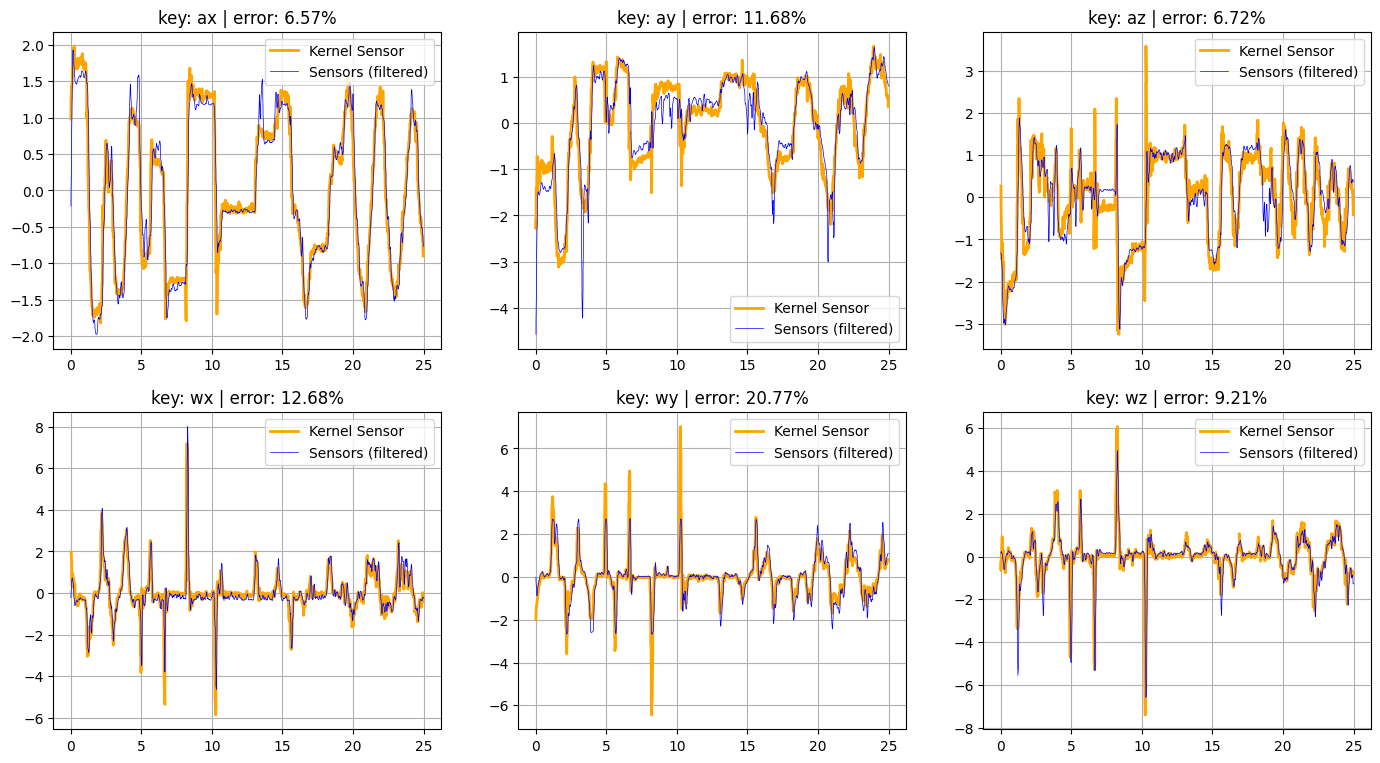 key: ax | error: 6.57%
Kernel Sensor
Sensors (filtered)
2.0
1.5
1.0
0.5
0.0
−0.5
−1.0
−1.5
−2.0
0 5 10 15 20 25
key: ay | error: 11.68%
Kernel Sensor
Sensors (filtered)
1
0
−1
−2
−3
−4
0 5 10 15 20 25
key: az | error: 6.72%
Kernel Sensor
Sensors (filtered)
3
2
1
0
−1
−2
−3
0 5 10 15 20 25
key: wx | error: 12.68%
Kernel Sensor
Sensors (filtered)
8
6
4
2
0
−2
−4
−6
0 5 10 15 20 25
key: wy | error: 20.77%
Kernel Sensor
Sensors (filtered)
6
4
2
0
−2
−4
−6
0 5 10 15 20 25
key: wz | error: 9.21%
Kernel Sensor
Sensors (filtered)
6
4
2
0
−2
−4
−6
−8
0 5 10 15 20 25